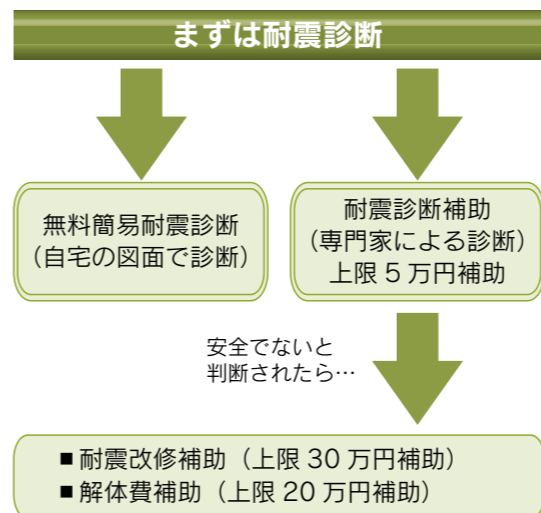 まずは耐震診断
無料簡易耐震診断
（自宅の図面で診断）
耐震診断補助
（専門家による診断）
上限 5 万円補助
安全でないと
判断されたら…
■ 耐震改修補助（上限 30 万円補助）
■ 解体費補助（上限 20 万円補助）